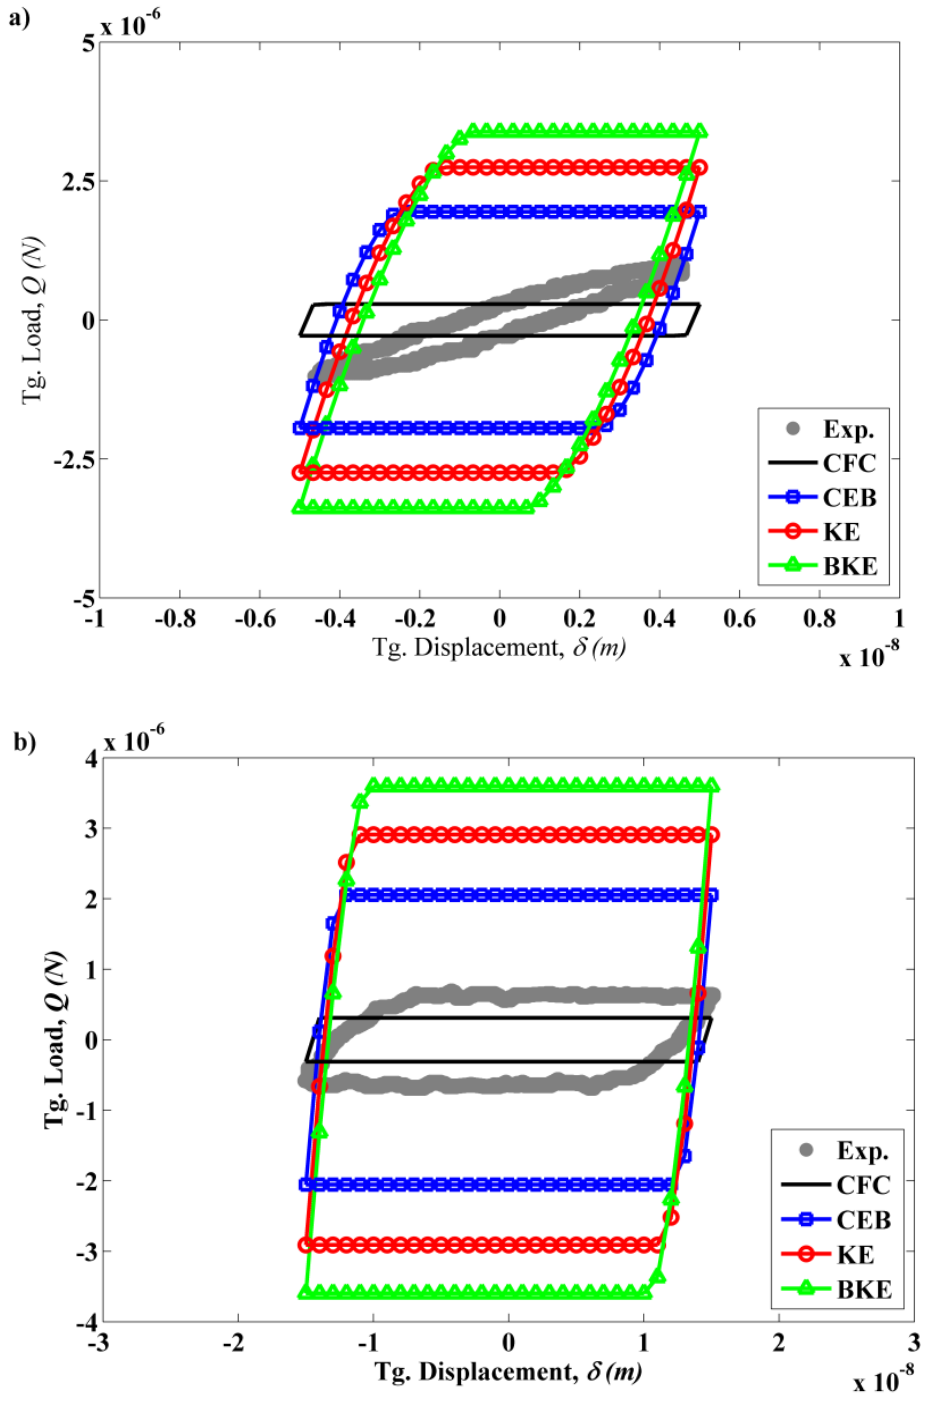 a)
x 10⁻⁶
5
2.5
0
-2.5
-5
Tg. Load, Q (N)
-1 -0.8 -0.6 -0.4 -0.2 0 0.2 0.4 0.6 0.8 1
Tg. Displacement, δ (m)
x 10⁻⁸
Exp.
CFC
CEB
KE
BKE
b)
x 10⁻⁶
4
3
2
1
0
-1
-2
-3
-4
Tg. Load, Q (N)
-3 -2 -1 0 1 2 3
Tg. Displacement, δ (m)
x 10⁻⁸
Exp.
CFC
CEB
KE
BKE